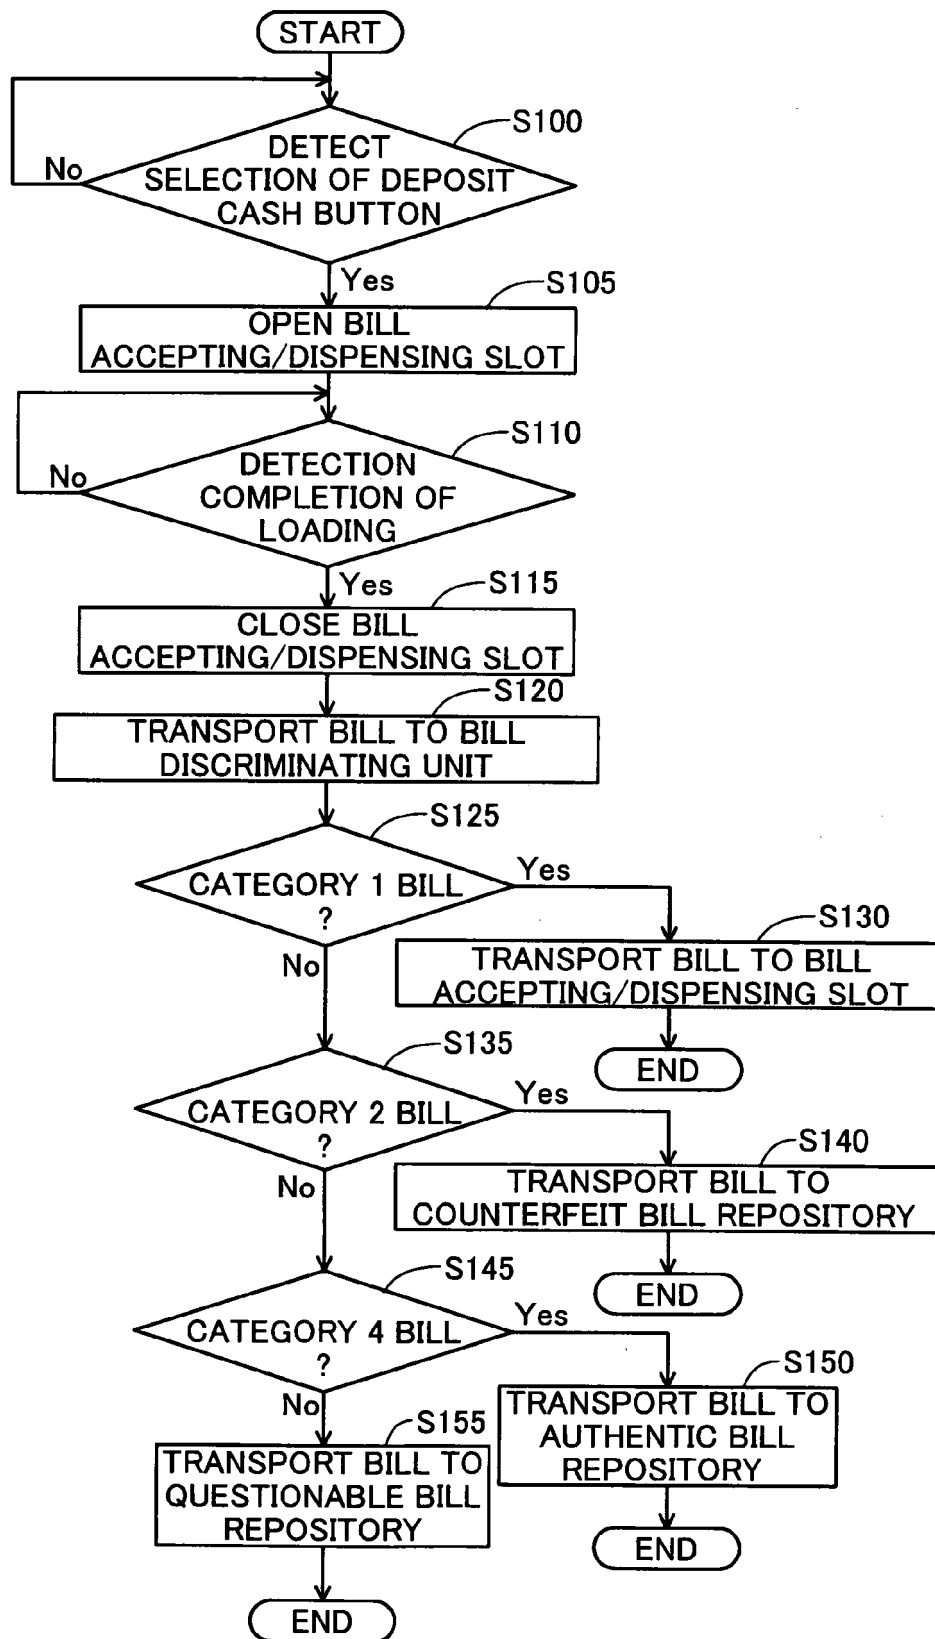 START
S100
DETECT
SELECTION OF DEPOSIT
CASH BUTTON
No
Yes
S105
OPEN BILL
ACCEPTING/DISPENSING SLOT
S110
DETECTION
COMPLETION OF
LOADING
No
Yes
S115
CLOSE BILL
ACCEPTING/DISPENSING SLOT
S120
TRANSPORT BILL TO BILL
DISCRIMINATING UNIT
S125
CATEGORY 1 BILL
?
Yes
No
S130
TRANSPORT BILL TO BILL
ACCEPTING/DISPENSING SLOT
END
S135
CATEGORY 2 BILL
?
Yes
No
S140
TRANSPORT BILL TO
COUNTERFEIT BILL REPOSITORY
END
S145
CATEGORY 4 BILL
?
Yes
No
S150
TRANSPORT BILL TO
AUTHENTIC BILL
REPOSITORY
END
S155
TRANSPORT BILL TO
QUESTIONABLE BILL
REPOSITORY
END